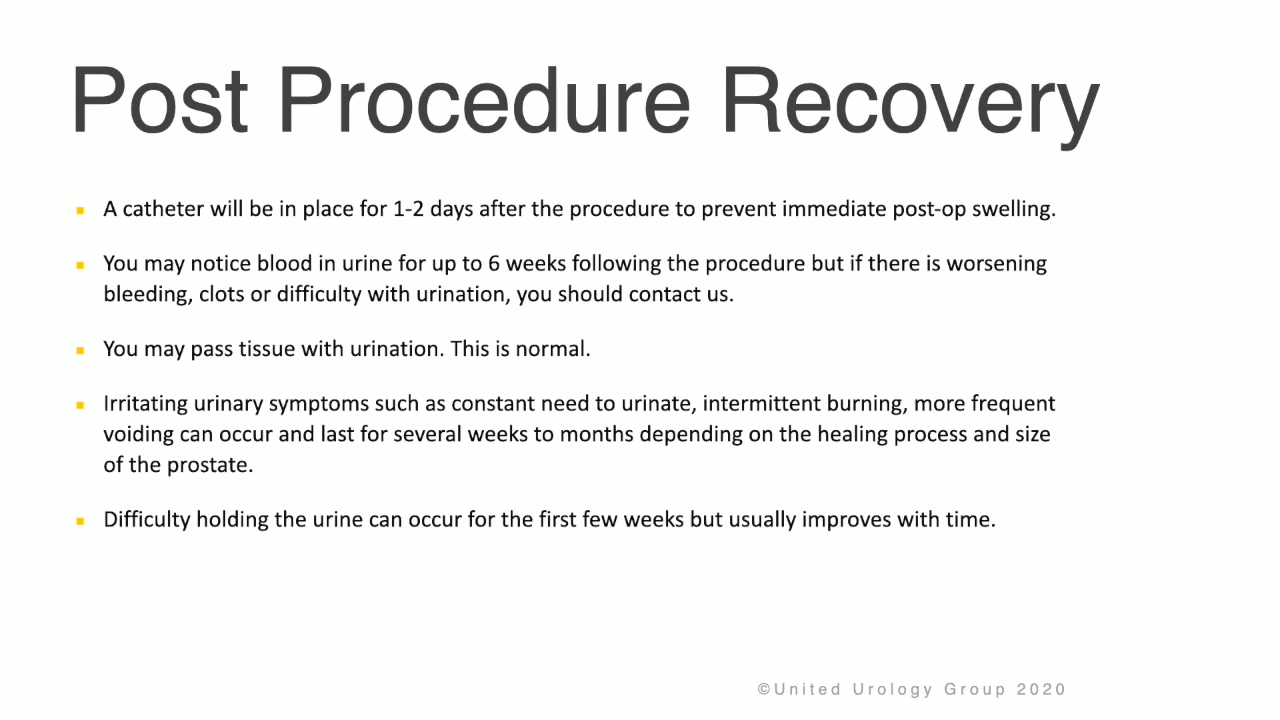 Post Procedure Recovery
A catheter will be in place for 1-2 days after the procedure to prevent immediate post-op swelling.
You may notice blood in urine for up to 6 weeks following the procedure but if there is worsening
bleeding, clots or difficulty with urination, you should contact us.
You may pass tissue with urination. This is normal.
Irritating urinary symptoms such as constant need to urinate, intermittent burning, more frequent
voiding can occur and last for several weeks to months depending on the healing process and size
of the prostate.
Difficulty holding the urine can occur for the first few weeks but usually improves with time.
©United Urology Group 2020